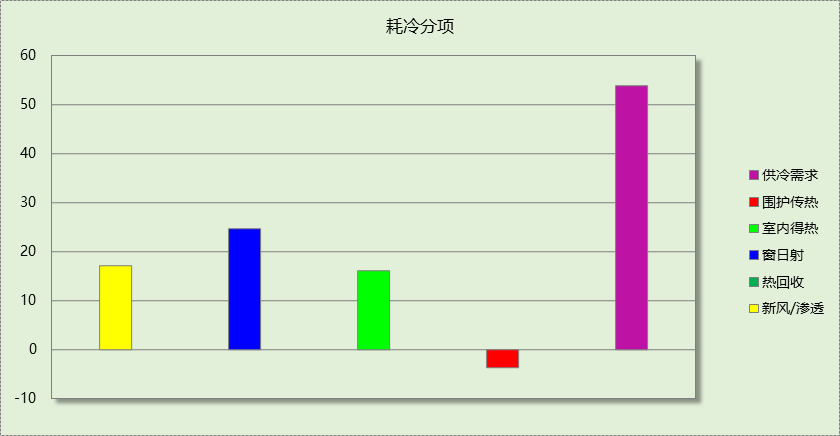 耗冷分项
60
50
40
30
20
10
0
-10
供冷需求
围护传热
室内得热
窗日射
热回收
新风/渗透